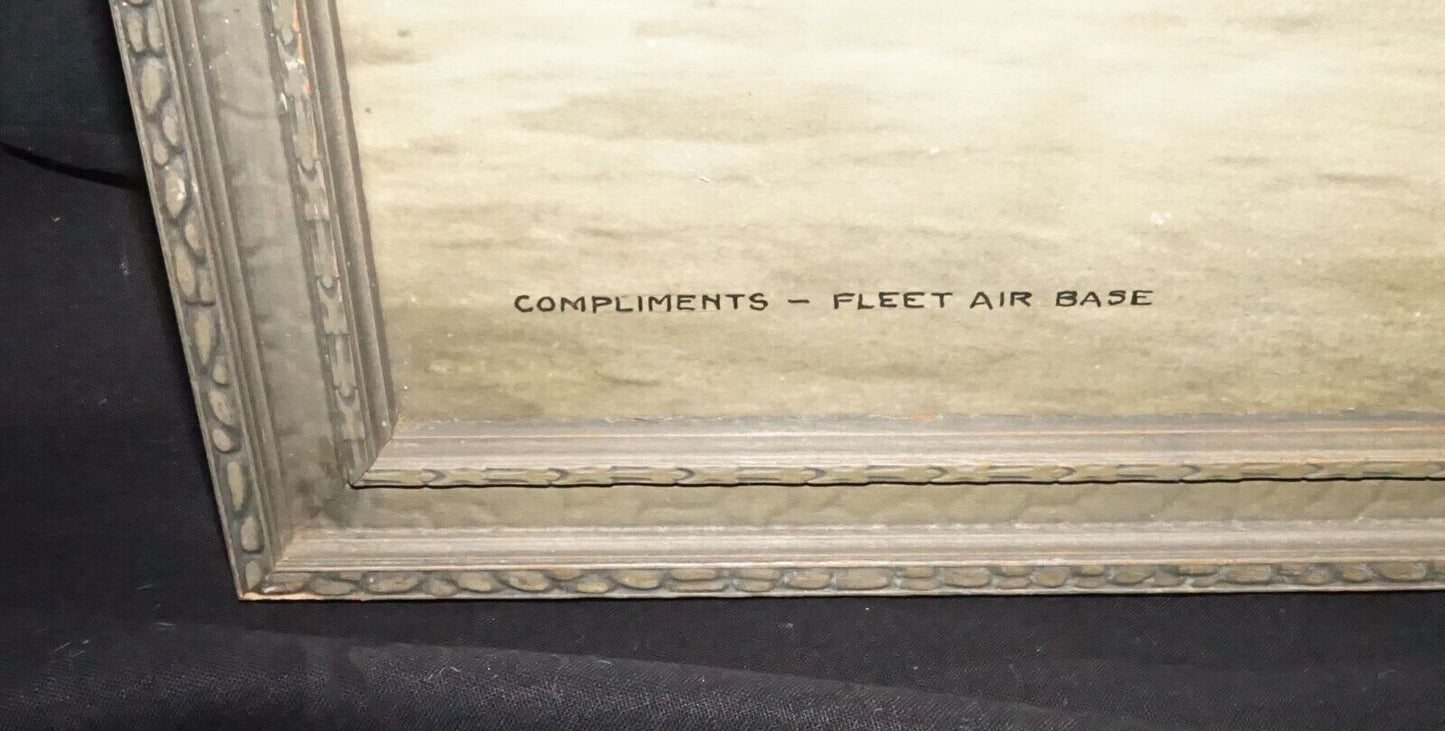 COMPLIMENTS – FLEET AIR BASE